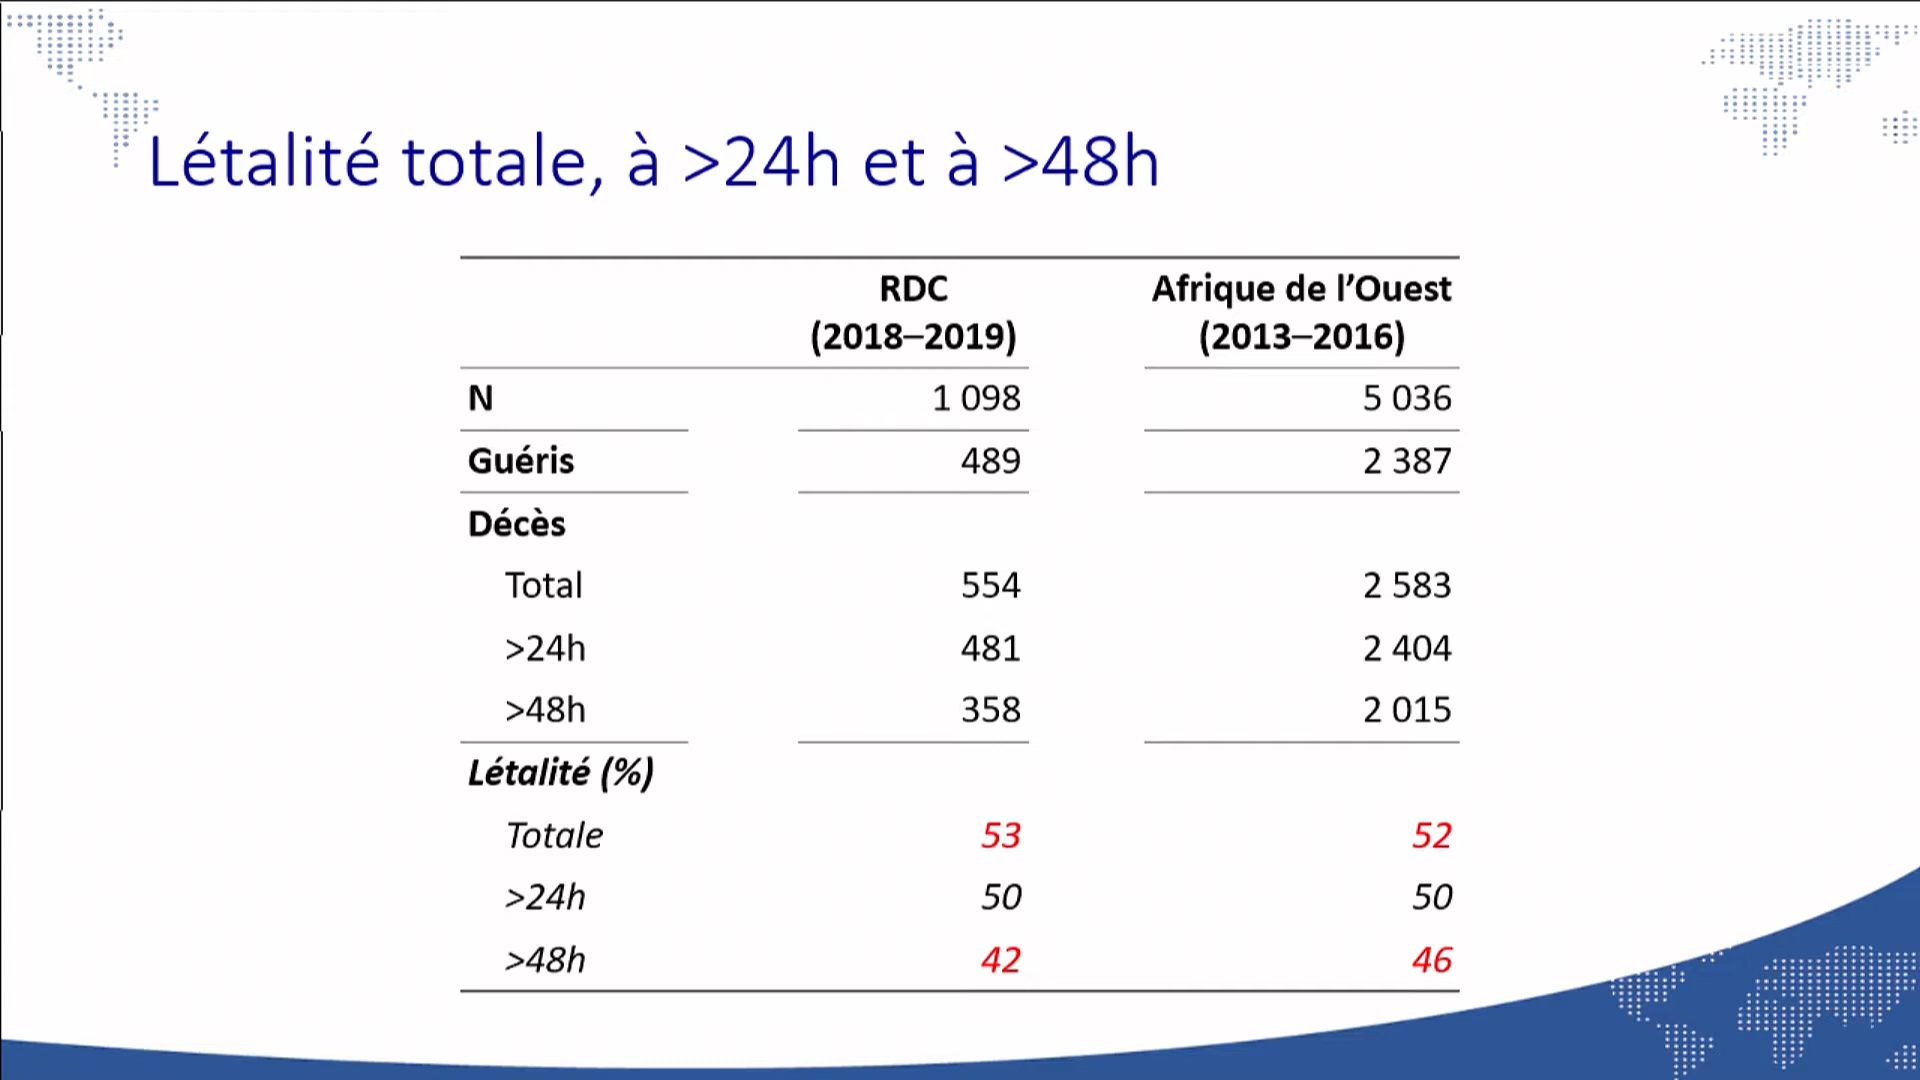 Létalité totale, à >24h et à >48h
RDC Afrique de l’Ouest
(2018–2019) (2013–2016)
N 1 098 5 036
Guéris 489 2 387
Décès
Total 554 2 583
>24h 481 2 404
>48h 358 2 015
Létalité (%)
Totale 53 52
>24h 50 50
>48h 42 46